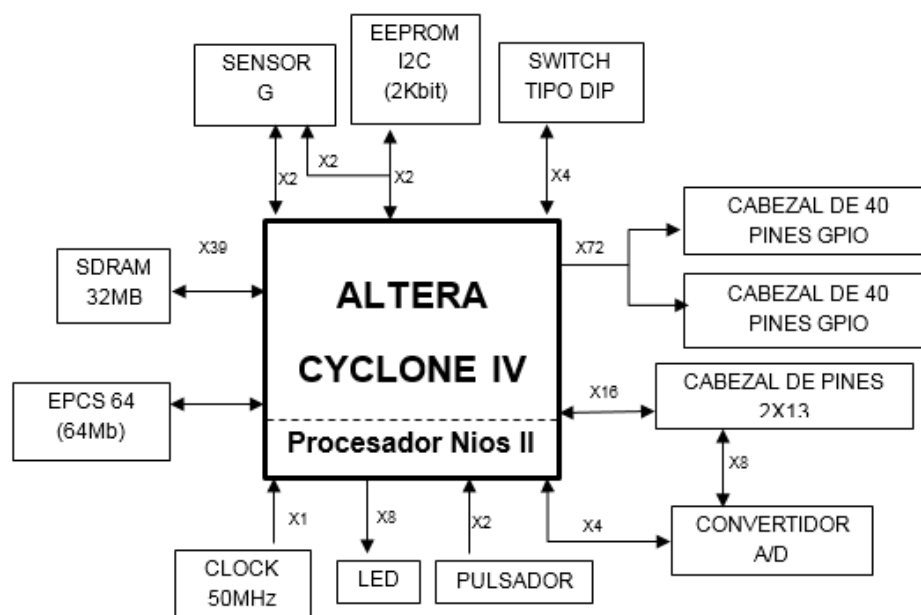 SENSOR
G
EEPROM
I2C
(2Kbit)
SWITCH
TIPO DIP
X2
X2
X2
X4
SDRAM
32MB
X39
ALTERA
CYCLONE IV
Procesador Nios II
X72
CABEZAL DE 40
PINES GPIO
CABEZAL DE 40
PINES GPIO
EPCS 64
(64Mb)
X16
CABEZAL DE PINES
2X13
X8
X1
X8
X2
X4
CONVERTIDOR
A/D
CLOCK
50MHz
LED
PULSADOR